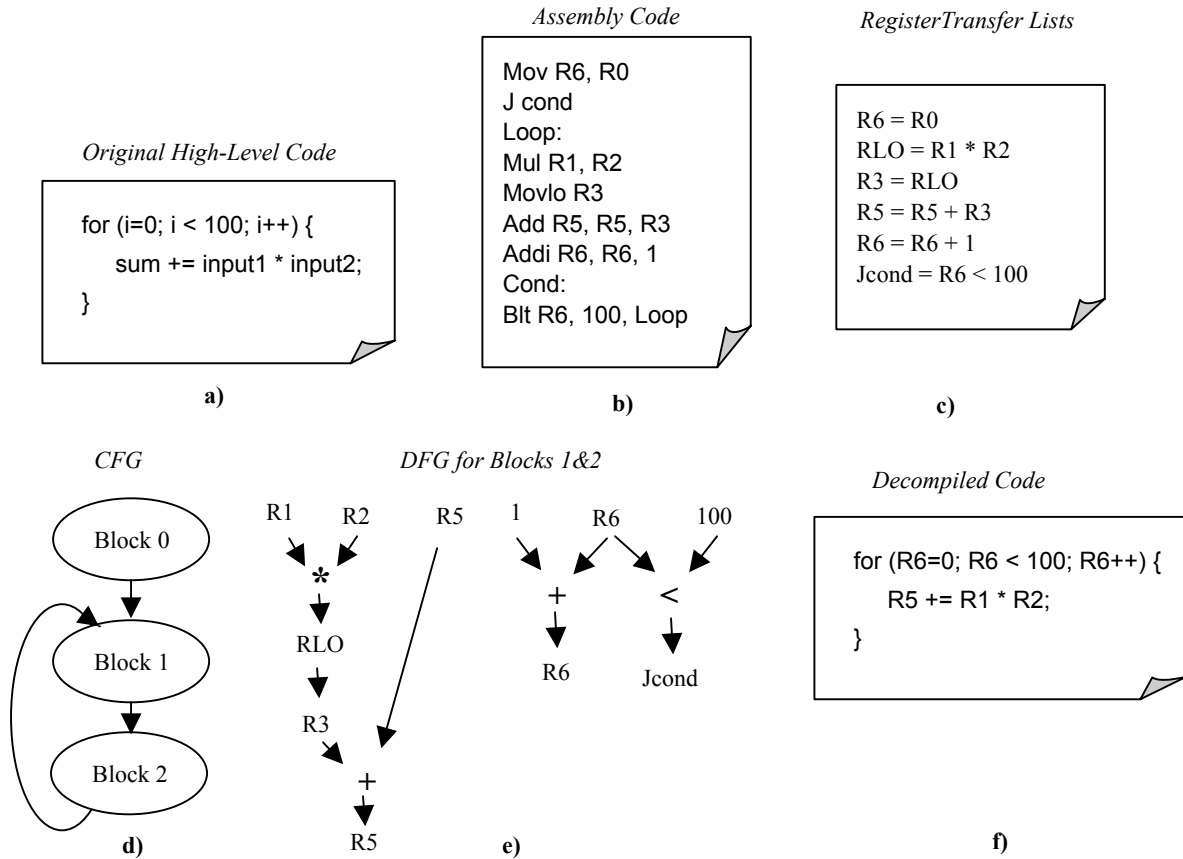 Original High-Level Code
for (i=0; i < 100; i++) {
sum += input1 * input2;
}
a)
Assembly Code
Mov R6, R0
J cond
Loop:
Mul R1, R2
Movlo R3
Add R5, R5, R3
Addi R6, R6, 1
Cond:
Blt R6, 100, Loop
b)
RegisterTransfer Lists
R6 = R0
RLO = R1 * R2
R3 = RLO
R5 = R5 + R3
R6 = R6 + 1
Jcond = R6 < 100
c)
CFG
Block 0
Block 1
Block 2
d)
DFG for Blocks 1&2
R1 R2 R5 1 R6 100
* + <
RLO R6 Jcond
R3
+
R5
e)
Decompiled Code
for (R6=0; R6 < 100; R6++) {
R5 += R1 * R2;
}
f)